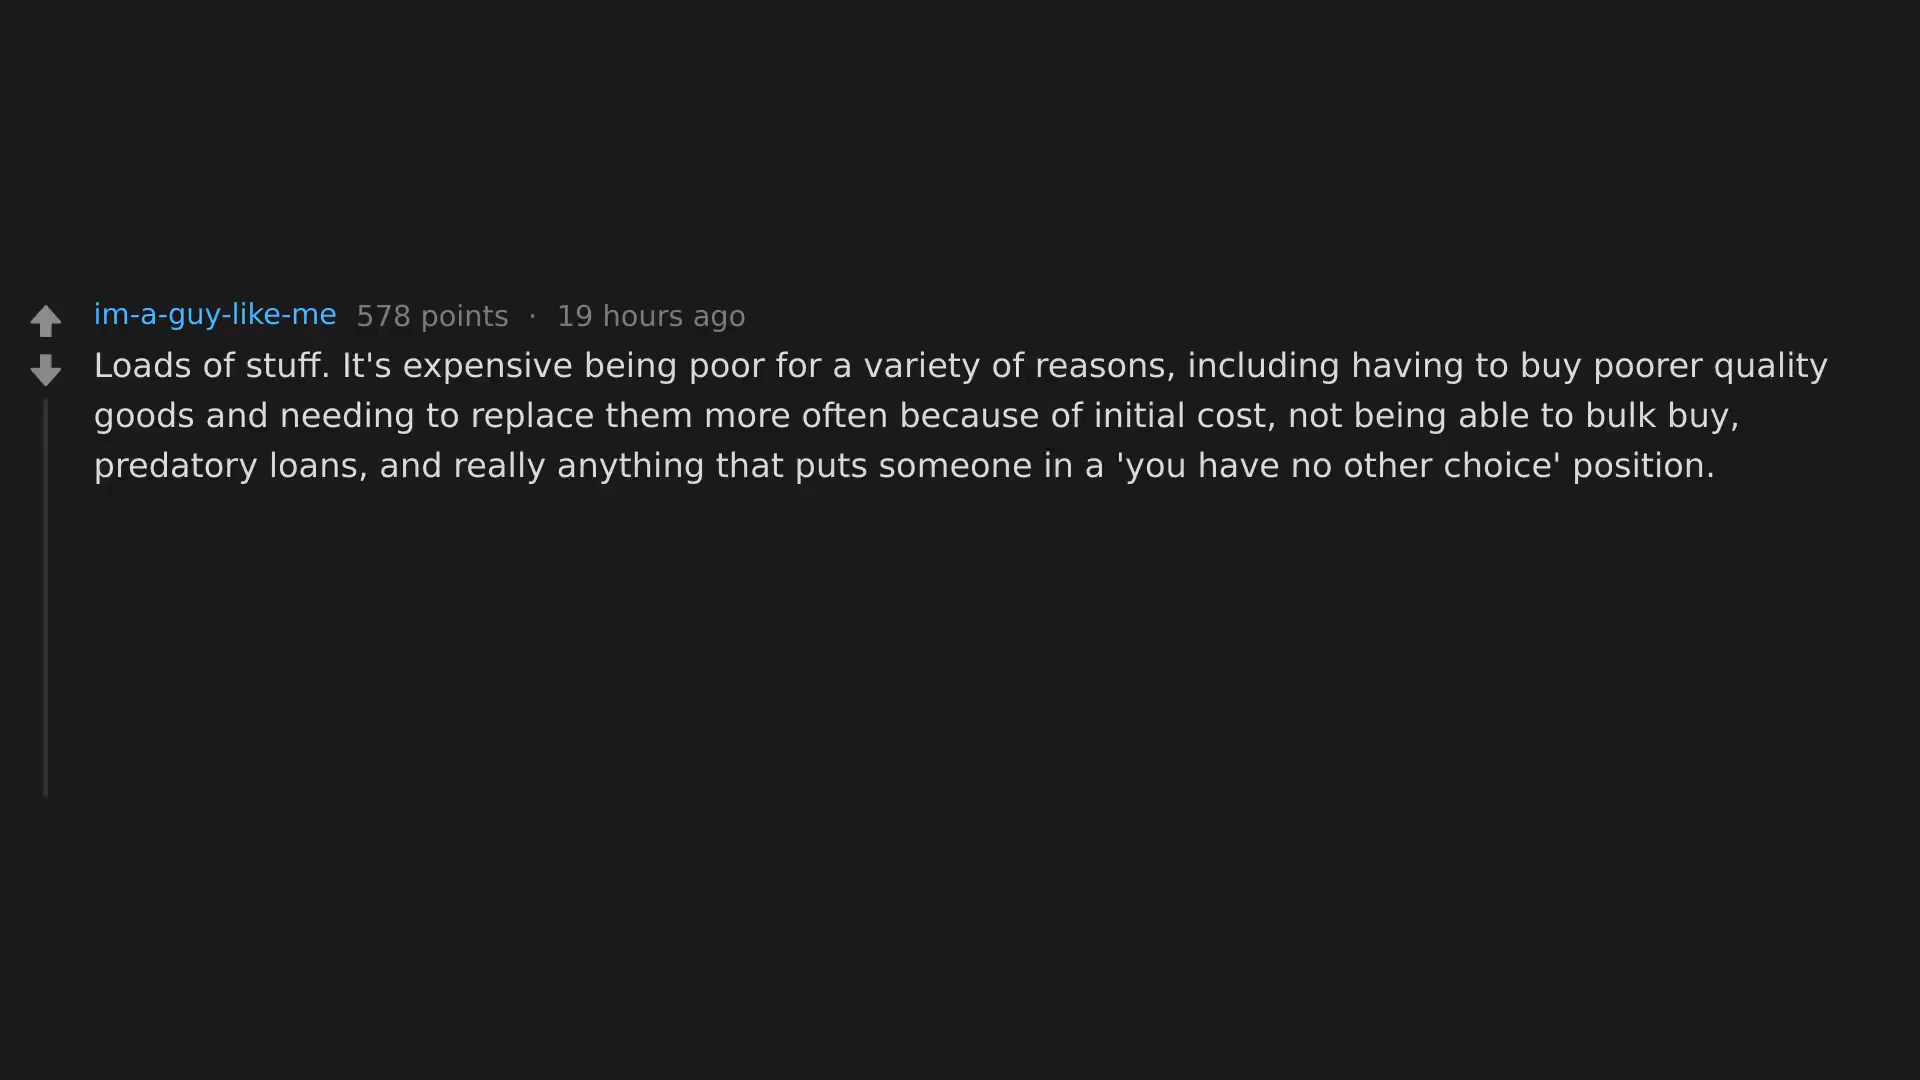 im-a-guy-like-me 578 points · 19 hours ago
Loads of stuff. It's expensive being poor for a variety of reasons, including having to buy poorer quality
goods and needing to replace them more often because of initial cost, not being able to bulk buy,
predatory loans, and really anything that puts someone in a 'you have no other choice' position.